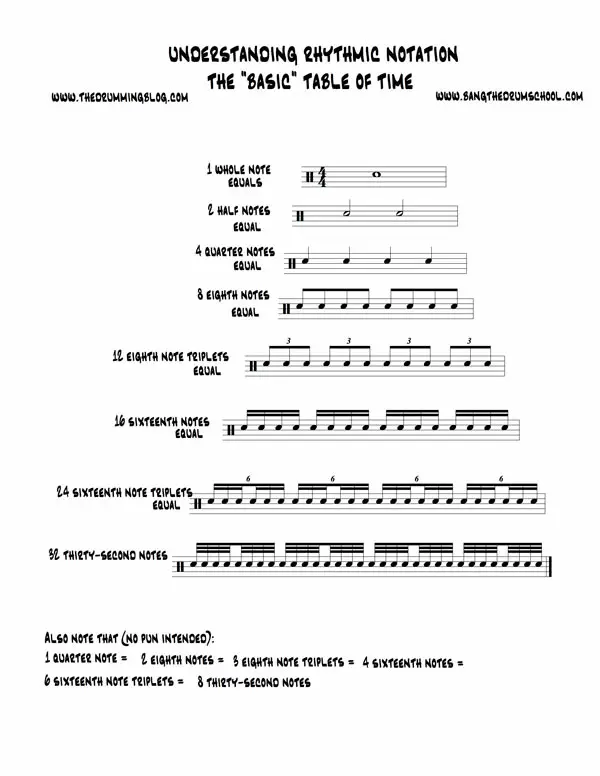 UNDERSTANDING RHYTHMIC NOTATION
THE "BASIC" TABLE OF TIME
WWW.THEDRUMMINGBLOG.COM
WWW.BANGTHEDRUMSCHOOL.COM
1 WHOLE NOTE
EQUALS
4
4
2 HALF NOTES
EQUAL
4 QUARTER NOTES
EQUAL
8 EIGHTH NOTES
EQUAL
3 3 3 3
12 EIGHTH NOTE TRIPLETS
EQUAL
16 SIXTEENTH NOTES
EQUAL
6 6 6 6
24 SIXTEENTH NOTE TRIPLETS
EQUAL
32 THIRTY-SECOND NOTES
ALSO NOTE THAT (NO PUN INTENDED):
1 QUARTER NOTE = 2 EIGHTH NOTES = 3 EIGHTH NOTE TRIPLETS = 4 SIXTEENTH NOTES =
6 SIXTEENTH NOTE TRIPLETS = 8 THIRTY-SECOND NOTES